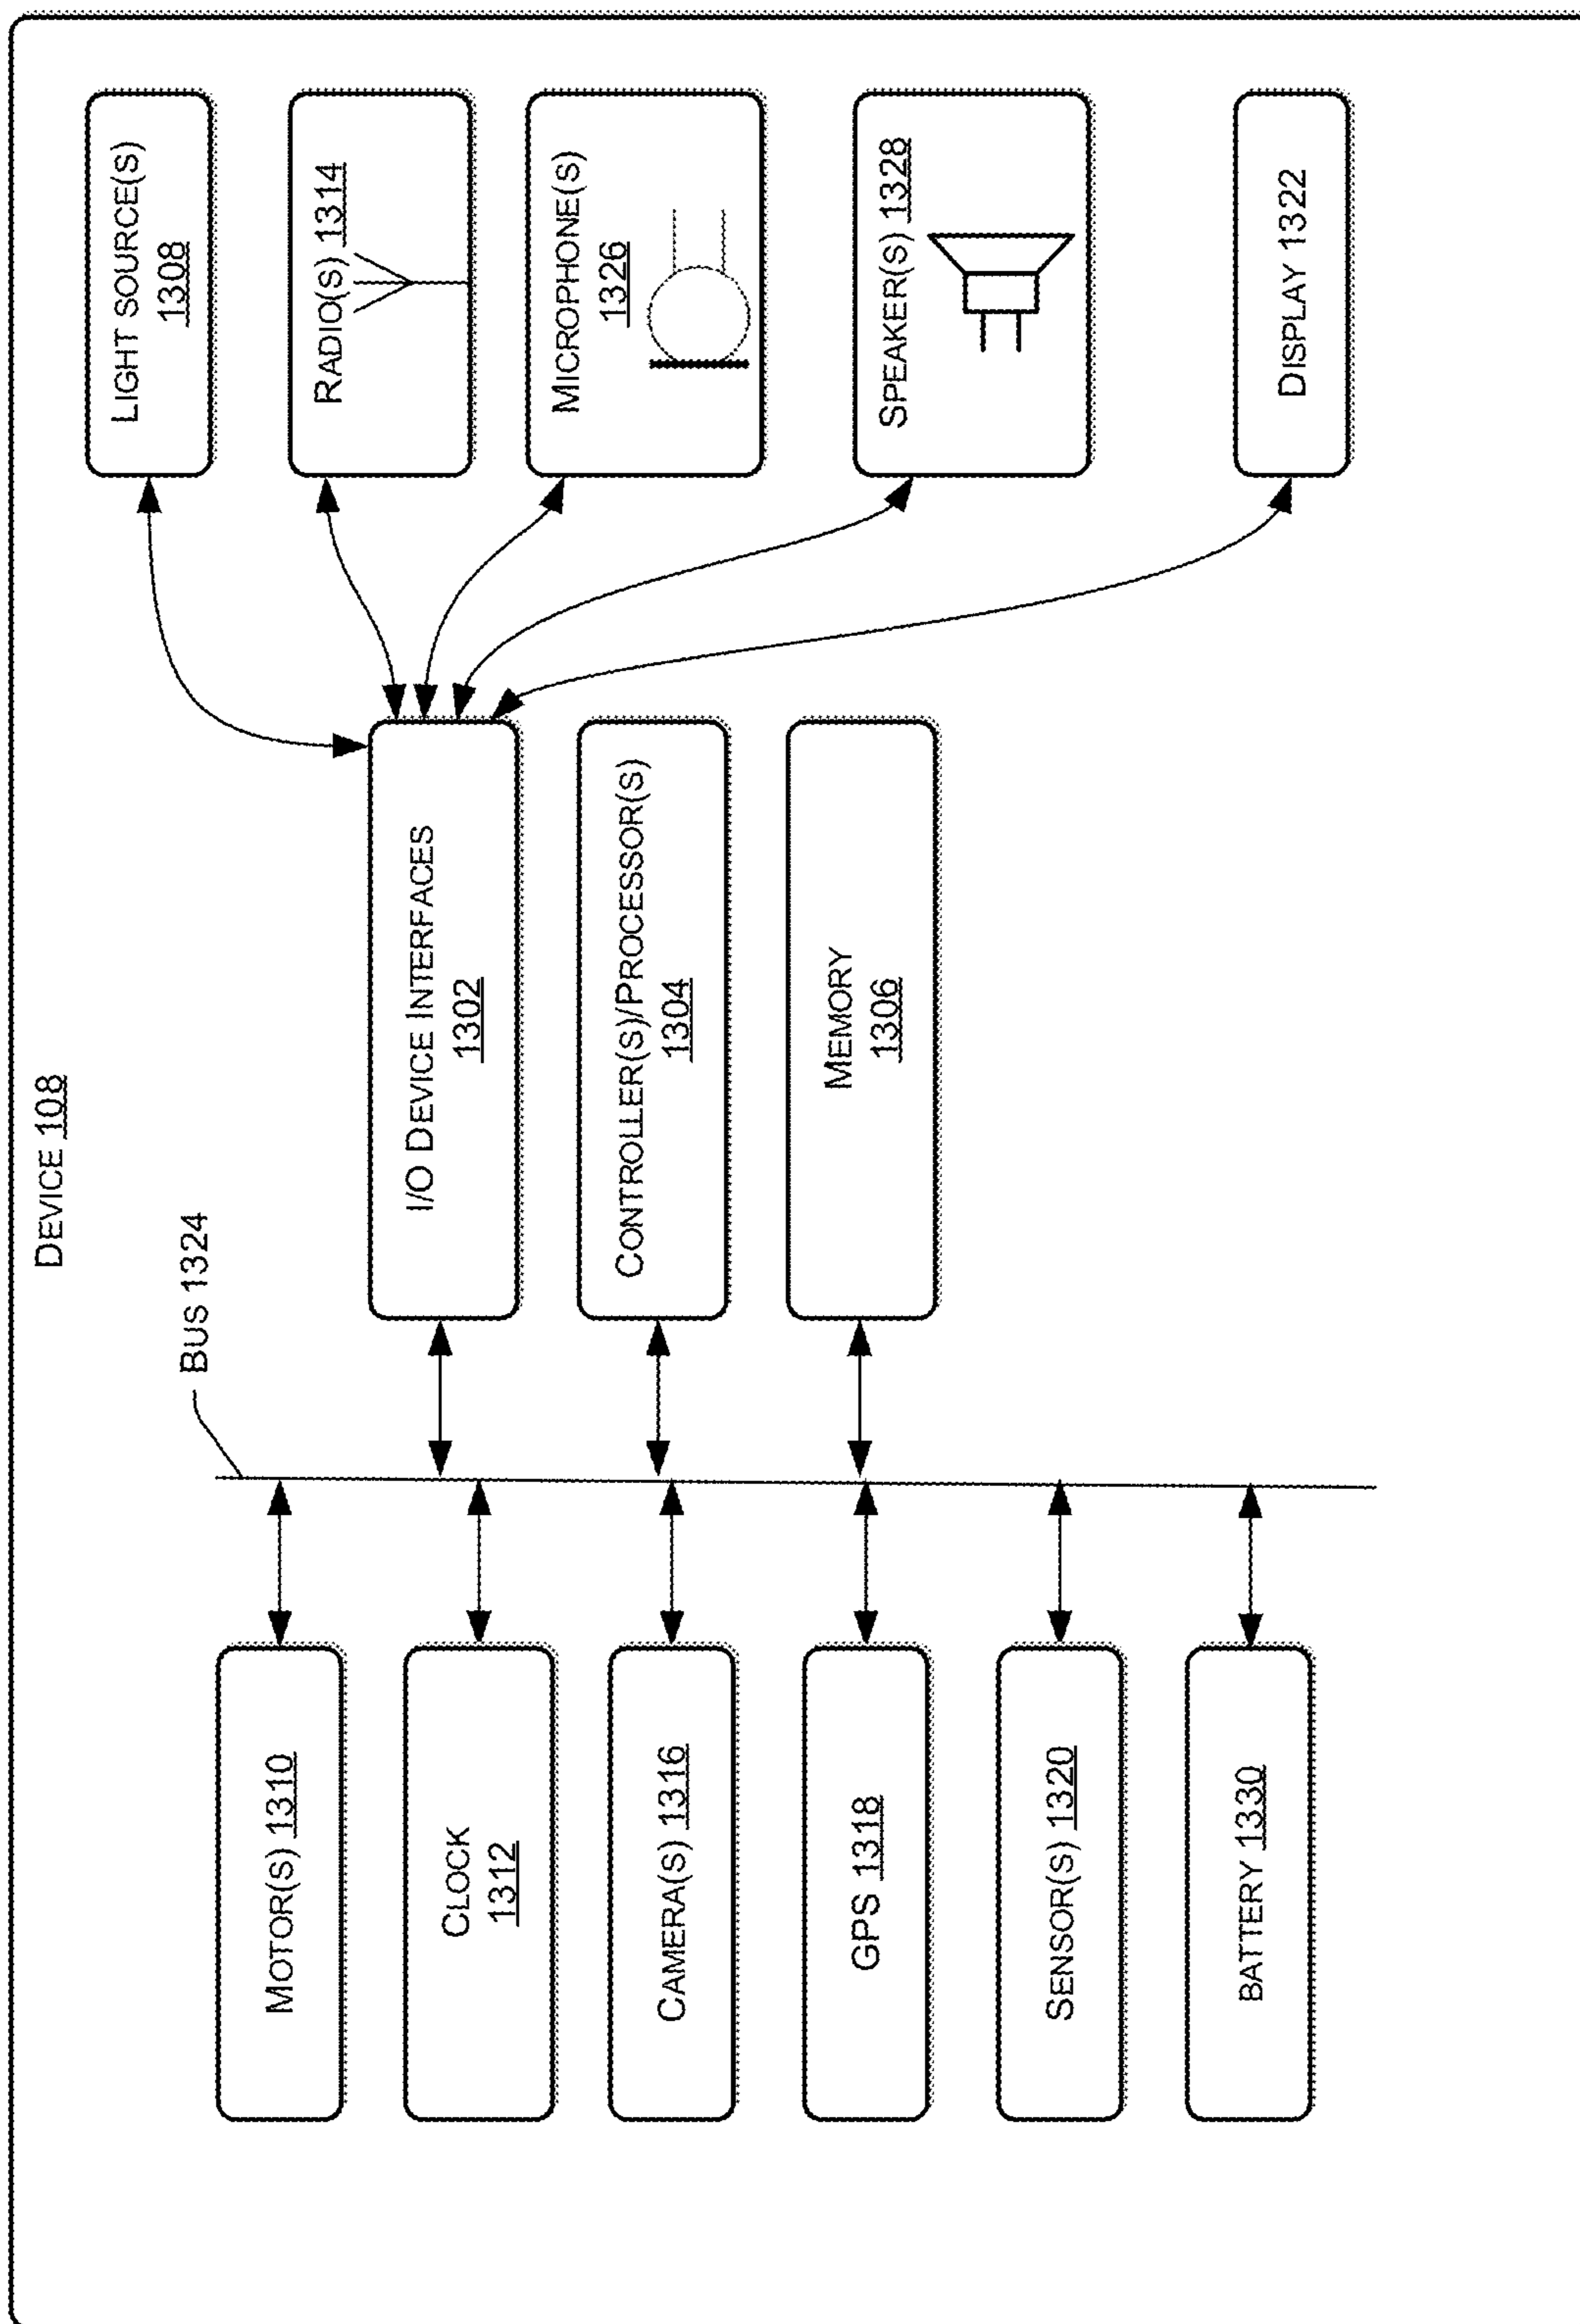 DEVICE 108
BUS 1324
MOTOR(S) 1310
CLOCK
1312
CAMERA(S) 1316
GPS 1318
SENSOR(S) 1320
BATTERY 1330
I/O DEVICE INTERFACES
1302
CONTROLLER(S)/PROCESSOR(S)
1304
MEMORY
1306
LIGHT SOURCE(S)
1308
RADIO(S) 1314
MICROPHONE(S)
1326
SPEAKER(S) 1328
DISPLAY 1322